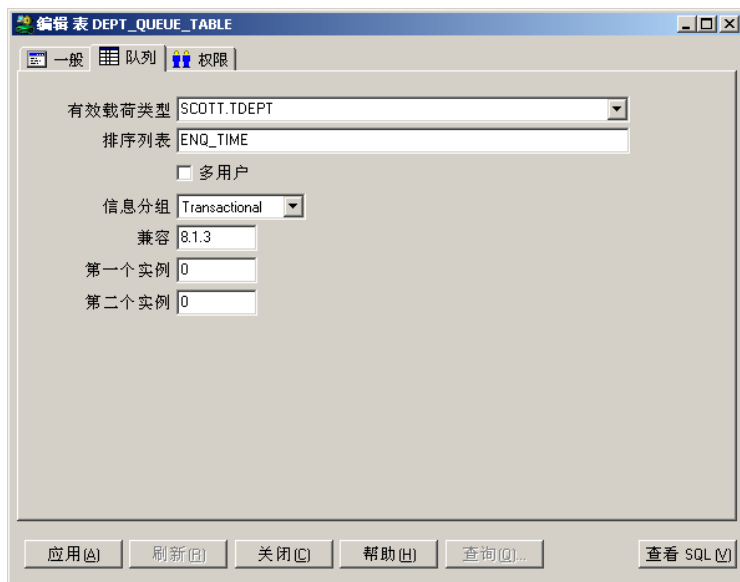 编辑 表 DEPT_QUEUE_TABLE
一般 队列 权限
有效载荷类型 SCOTT.TDEPT
排序列表 ENQ_TIME
多用户
信息分组 Transactional
兼容 8.1.3
第一个实例 0
第二个实例 0
应用(A) 刷新(R) 关闭(C) 帮助(H) 查询(Q)... 查看 SQL (V)